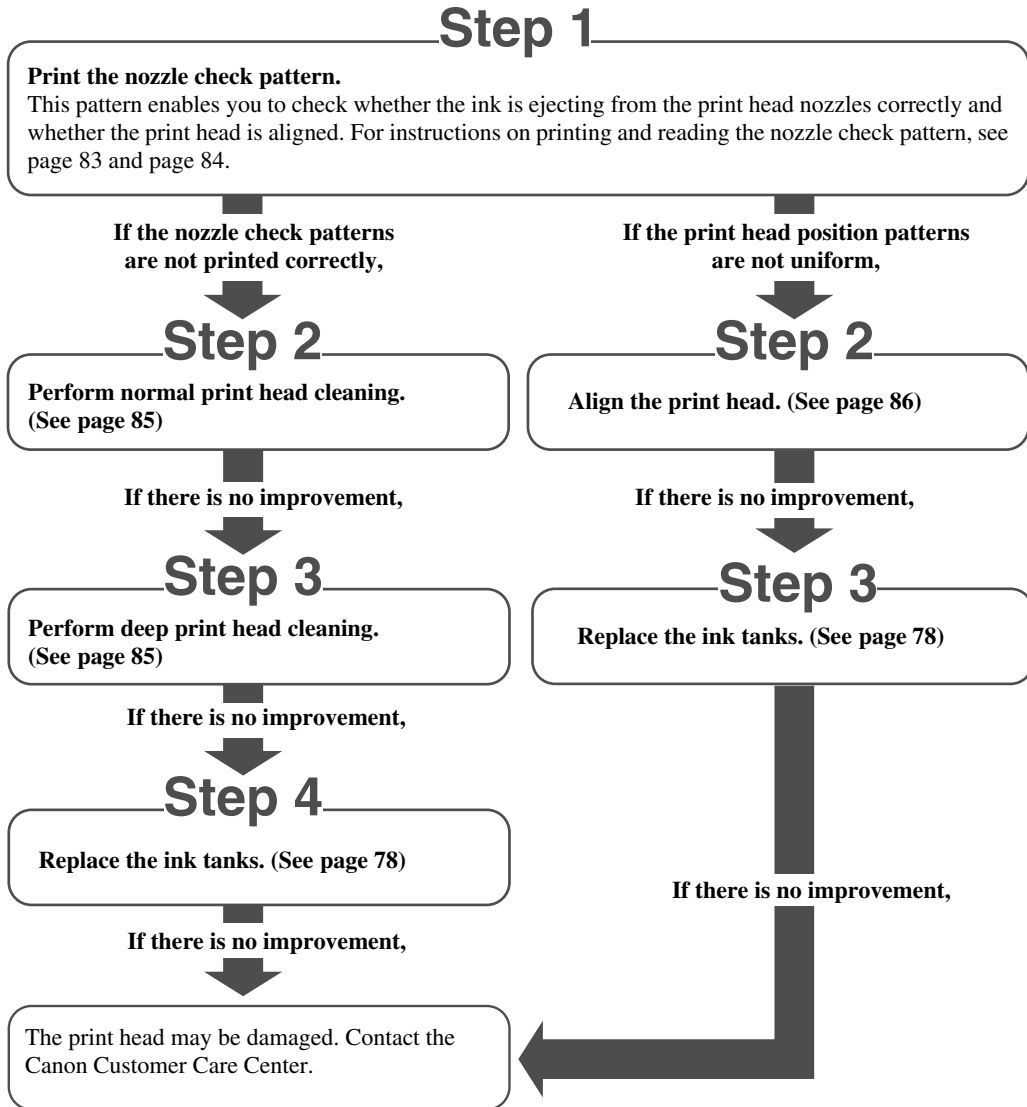 Step 1
Print the nozzle check pattern.
This pattern enables you to check whether the ink is ejecting from the print head nozzles correctly and
whether the print head is aligned. For instructions on printing and reading the nozzle check pattern, see
page 83 and page 84.
If the nozzle check patterns
are not printed correctly,
Step 2
Perform normal print head cleaning.
(See page 85)
If there is no improvement,
Step 3
Perform deep print head cleaning.
(See page 85)
If there is no improvement,
Step 4
Replace the ink tanks. (See page 78)
If there is no improvement,
If the print head position patterns
are not uniform,
Step 2
Align the print head. (See page 86)
If there is no improvement,
Step 3
Replace the ink tanks. (See page 78)
If there is no improvement,
The print head may be damaged. Contact the
Canon Customer Care Center.